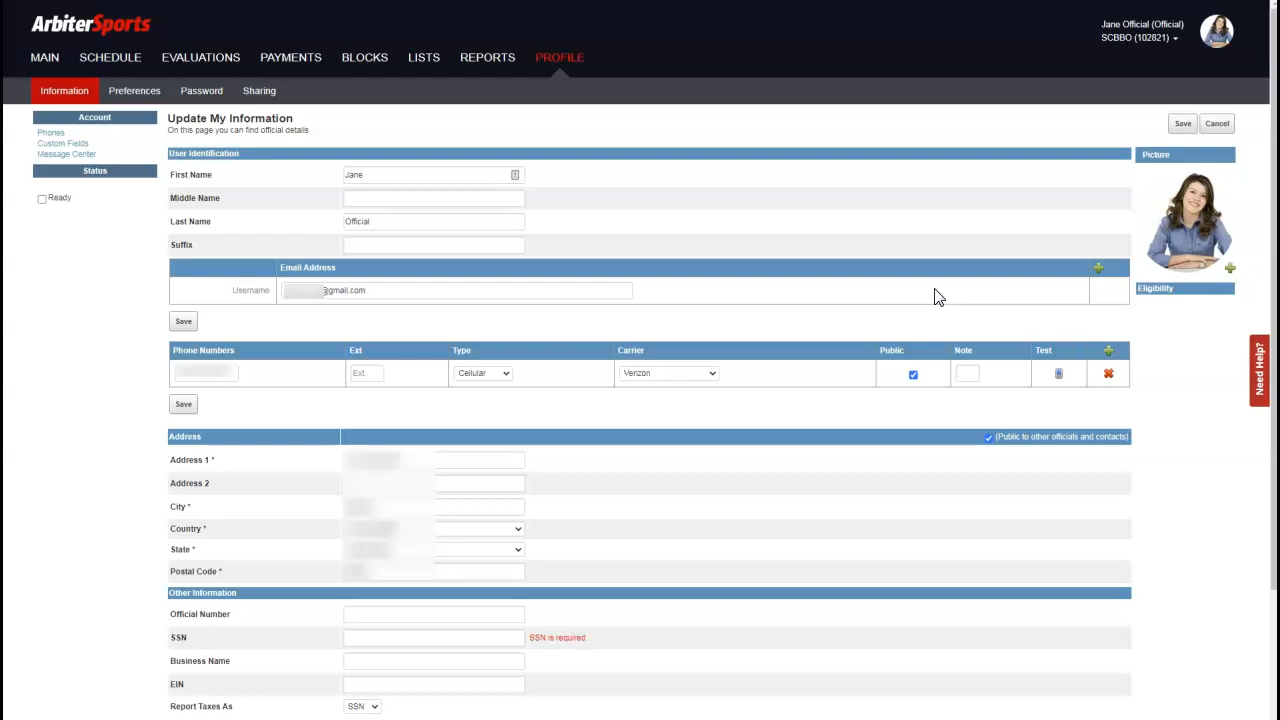 ArbiterSports
Jane Official (Official)
SCBBO (102821)
MAIN SCHEDULE EVALUATIONS PAYMENTS BLOCKS LISTS REPORTS PROFILE
Information Preferences Password Sharing
Account
Phones
Custom Fields
Message Center
Status
Ready
Update My Information
On this page you can find official details
Save Cancel
User Identification
First Name Jane
Middle Name
Last Name Official
Suffix
Email Address
Username @gmail.com
Save
Phone Numbers Ext Type Carrier Public Note Test
Ext. Cellular Verizon
Save
Address (Public to other officials and contacts)
Address 1 *
Address 2
City *
Country *
State *
Postal Code *
Other Information
Official Number
SSN SSN is required
Business Name
EIN
Report Taxes As SSN
Picture
Eligibility
Need Help?